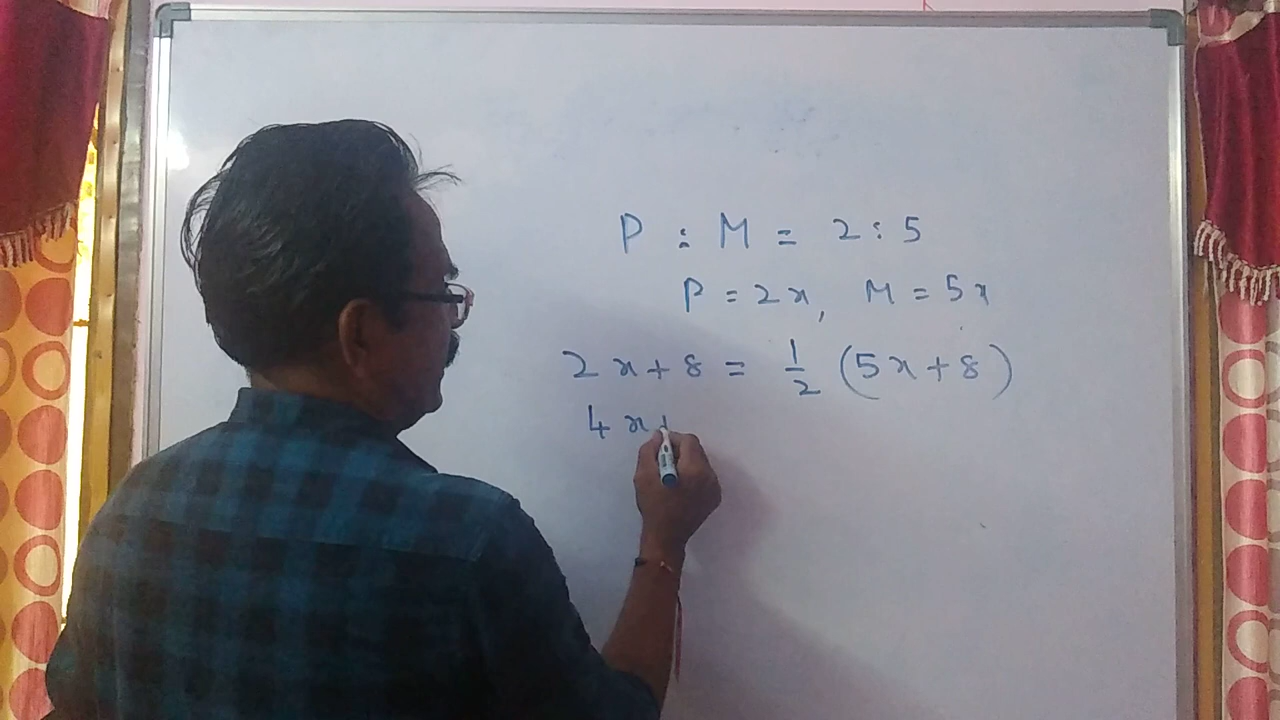 P : M = 2 : 5
P = 2x, M = 5x
2x + 8 = 1/2 (5x + 8)
4x +